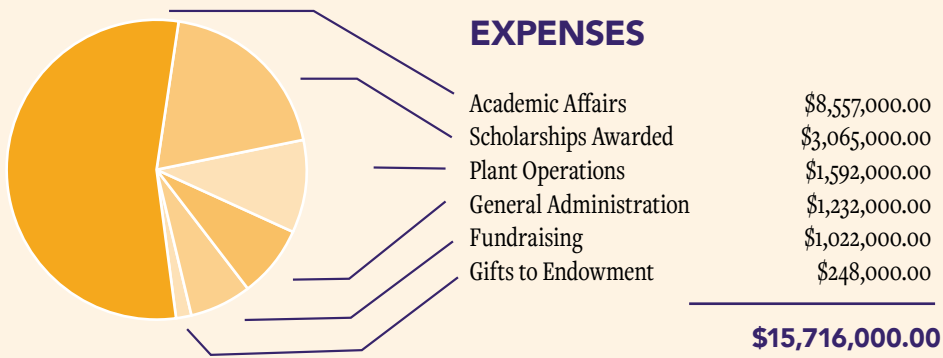 EXPENSES
Academic Affairs $8,557,000.00
Scholarships Awarded $3,065,000.00
Plant Operations $1,592,000.00
General Administration $1,232,000.00
Fundraising $1,022,000.00
Gifts to Endowment $248,000.00
$15,716,000.00